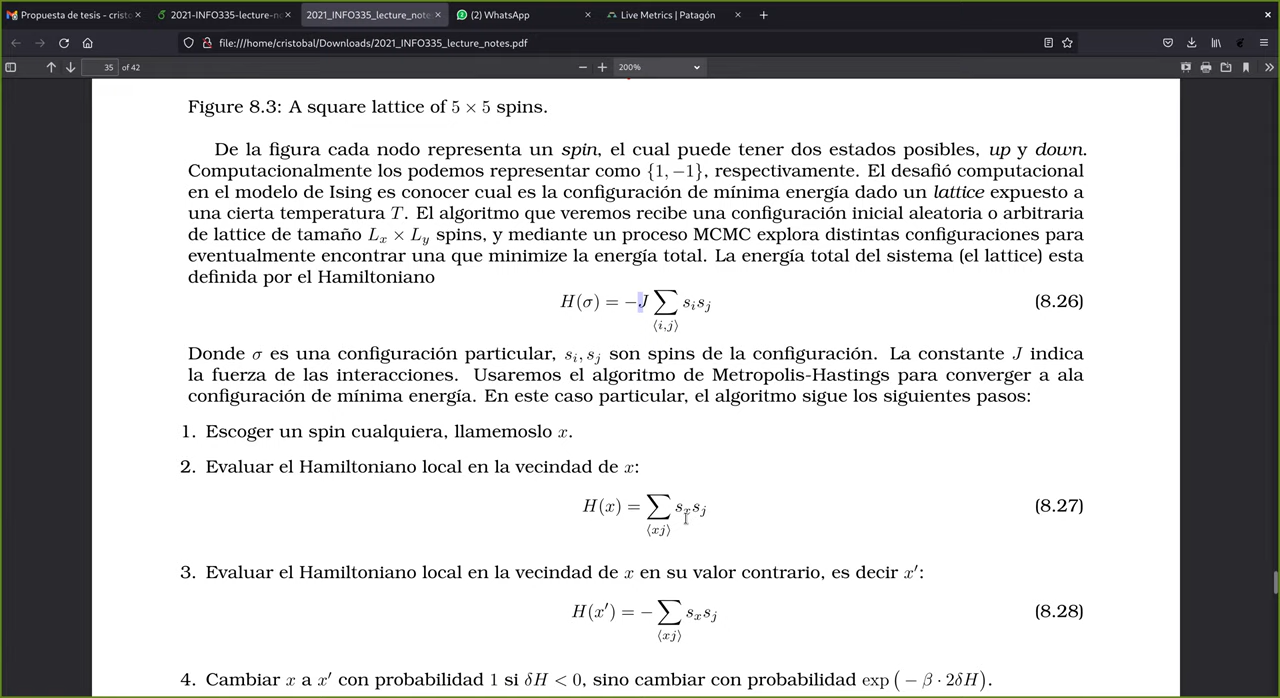 Propuesta de tesis - crist
2021-INFO335-lecture-n
2021_INFO335_lecture_note
(2) WhatsApp
Live Metrics | Patagón
file:///home/cristobal/Downloads/2021_INFO335_lecture_notes.pdf
35 of 42
200%
Figure 8.3: A square lattice of 5 × 5 spins.
De la figura cada nodo representa un spin, el cual puede tener dos estados posibles, up y down.
Computacionalmente los podemos representar como {1, −1}, respectivamente. El desafió computacional
en el modelo de Ising es conocer cual es la configuración de mínima energía dado un lattice expuesto a
una cierta temperatura T. El algoritmo que veremos recibe una configuración inicial aleatoria o arbitraria
de lattice de tamaño Lx × Ly spins, y mediante un proceso MCMC explora distintas configuraciones para
eventualmente encontrar una que minimize la energía total. La energía total del sistema (el lattice) esta
definida por el Hamiltoniano
H(σ) = −J ∑⟨i,j⟩ sisj (8.26)
Donde σ es una configuración particular, si, sj son spins de la configuración. La constante J indica
la fuerza de las interacciones. Usaremos el algoritmo de Metropolis-Hastings para converger a ala
configuración de mínima energía. En este caso particular, el algoritmo sigue los siguientes pasos:
1. Escoger un spin cualquiera, llamemoslo x.
2. Evaluar el Hamiltoniano local en la vecindad de x:
H(x) = ∑⟨xj⟩ sxsj (8.27)
3. Evaluar el Hamiltoniano local en la vecindad de x en su valor contrario, es decir x′:
H(x′) = − ∑⟨xj⟩ sxsj (8.28)
4. Cambiar x a x′ con probabilidad 1 si δH < 0, sino cambiar con probabilidad exp(− β · 2δH).